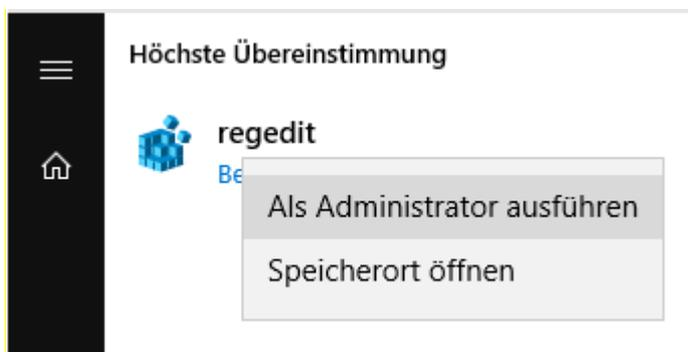 Höchste Übereinstimmung
regedit
Als Administrator ausführen
Speicherort öffnen